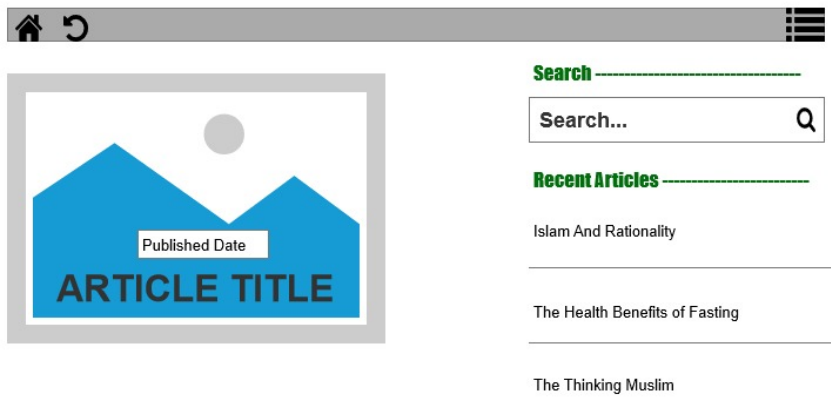 Published Date
ARTICLE TITLE
Search -----------------------------------
Search...
Recent Articles -------------------------
Islam And Rationality
The Health Benefits of Fasting
The Thinking Muslim